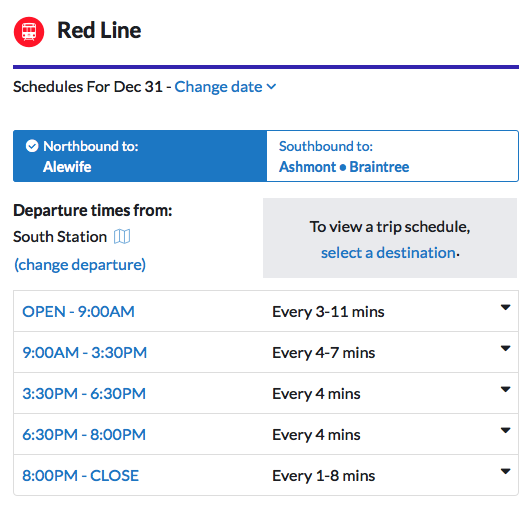 Red Line
Schedules For Dec 31 - Change date
Northbound to:
Alewife
Southbound to:
Ashmont • Braintree
Departure times from:
South Station
(change departure)
To view a trip schedule,
select a destination.
OPEN - 9:00AM Every 3-11 mins
9:00AM - 3:30PM Every 4-7 mins
3:30PM - 6:30PM Every 4 mins
6:30PM - 8:00PM Every 4 mins
8:00PM - CLOSE Every 1-8 mins